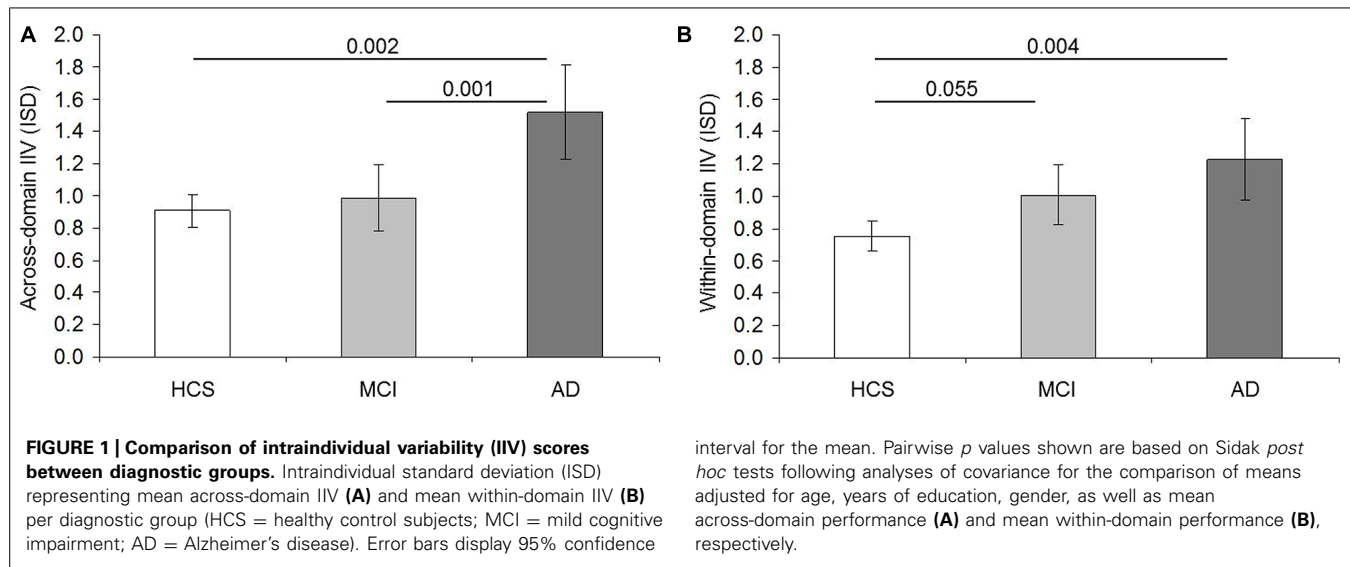 A
Across-domain IIV (ISD)
2.0
1.8
1.6
1.4
1.2
1.0
0.8
0.6
0.4
0.2
0.0
0.002
0.001
HCS MCI AD
B
Within-domain IIV (ISD)
2.0
1.8
1.6
1.4
1.2
1.0
0.8
0.6
0.4
0.2
0.0
0.004
0.055
HCS MCI AD
FIGURE 1 | Comparison of intraindividual variability (IIV) scores
between diagnostic groups. Intraindividual standard deviation (ISD)
representing mean across-domain IIV (A) and mean within-domain IIV (B)
per diagnostic group (HCS = healthy control subjects; MCI = mild cognitive
impairment; AD = Alzheimer's disease). Error bars display 95% confidence
interval for the mean. Pairwise p values shown are based on Sidak post
hoc tests following analyses of covariance for the comparison of means
adjusted for age, years of education, gender, as well as mean
across-domain performance (A) and mean within-domain performance (B),
respectively.